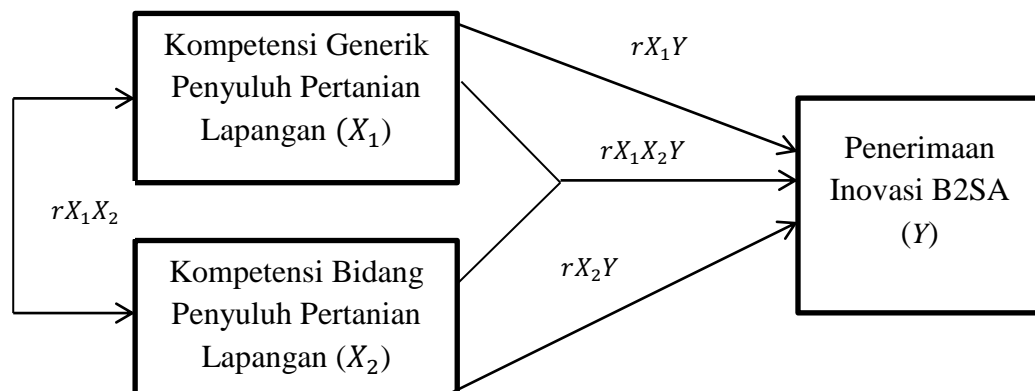 Kompetensi Generik
Penyuluh Pertanian
Lapangan (𝑋₁)
𝑟𝑋₁𝑌
𝑟𝑋₁𝑋₂𝑌
Penerimaan
Inovasi B2SA
(Y)
𝑟𝑋₁𝑋₂
Kompetensi Bidang
Penyuluh Pertanian
Lapangan (𝑋₂)
𝑟𝑋₂𝑌